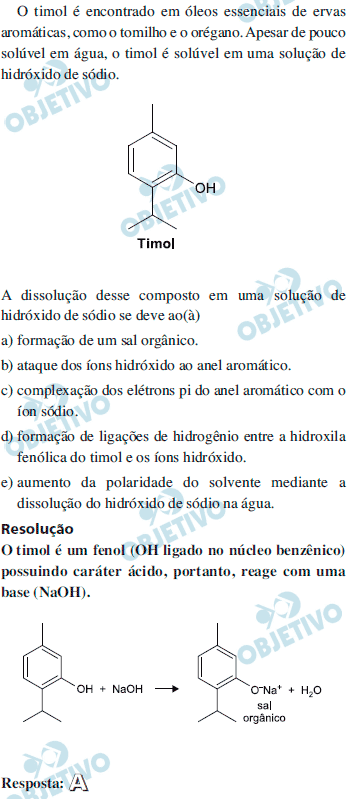 O timol é encontrado em óleos essenciais de ervas
aromáticas, como o tomilho e o orégano. Apesar de pouco
solúvel em água, o timol é solúvel em uma solução de
hidróxido de sódio.
OH
Timol
A dissolução desse composto em uma solução de
hidróxido de sódio se deve ao(à)
a) formação de um sal orgânico.
b) ataque dos íons hidróxido ao anel aromático.
c) complexação dos elétrons pi do anel aromático com o
íon sódio.
d) formação de ligações de hidrogênio entre a hidroxila
fenólica do timol e os íons hidróxido.
e) aumento da polaridade do solvente mediante a
dissolução do hidróxido de sódio na água.
Resolução
O timol é um fenol (OH ligado no núcleo benzênico)
possuindo caráter ácido, portanto, reage com uma
base (NaOH).
OH + NaOH → O⁻Na⁺ + H₂O
sal
orgânico
Resposta: A
OBJETIVO
OBJETIVO
OBJETIVO
OBJETIVO
OBJETIVO
OBJETIVO
OBJETIVO
OBJETIVO